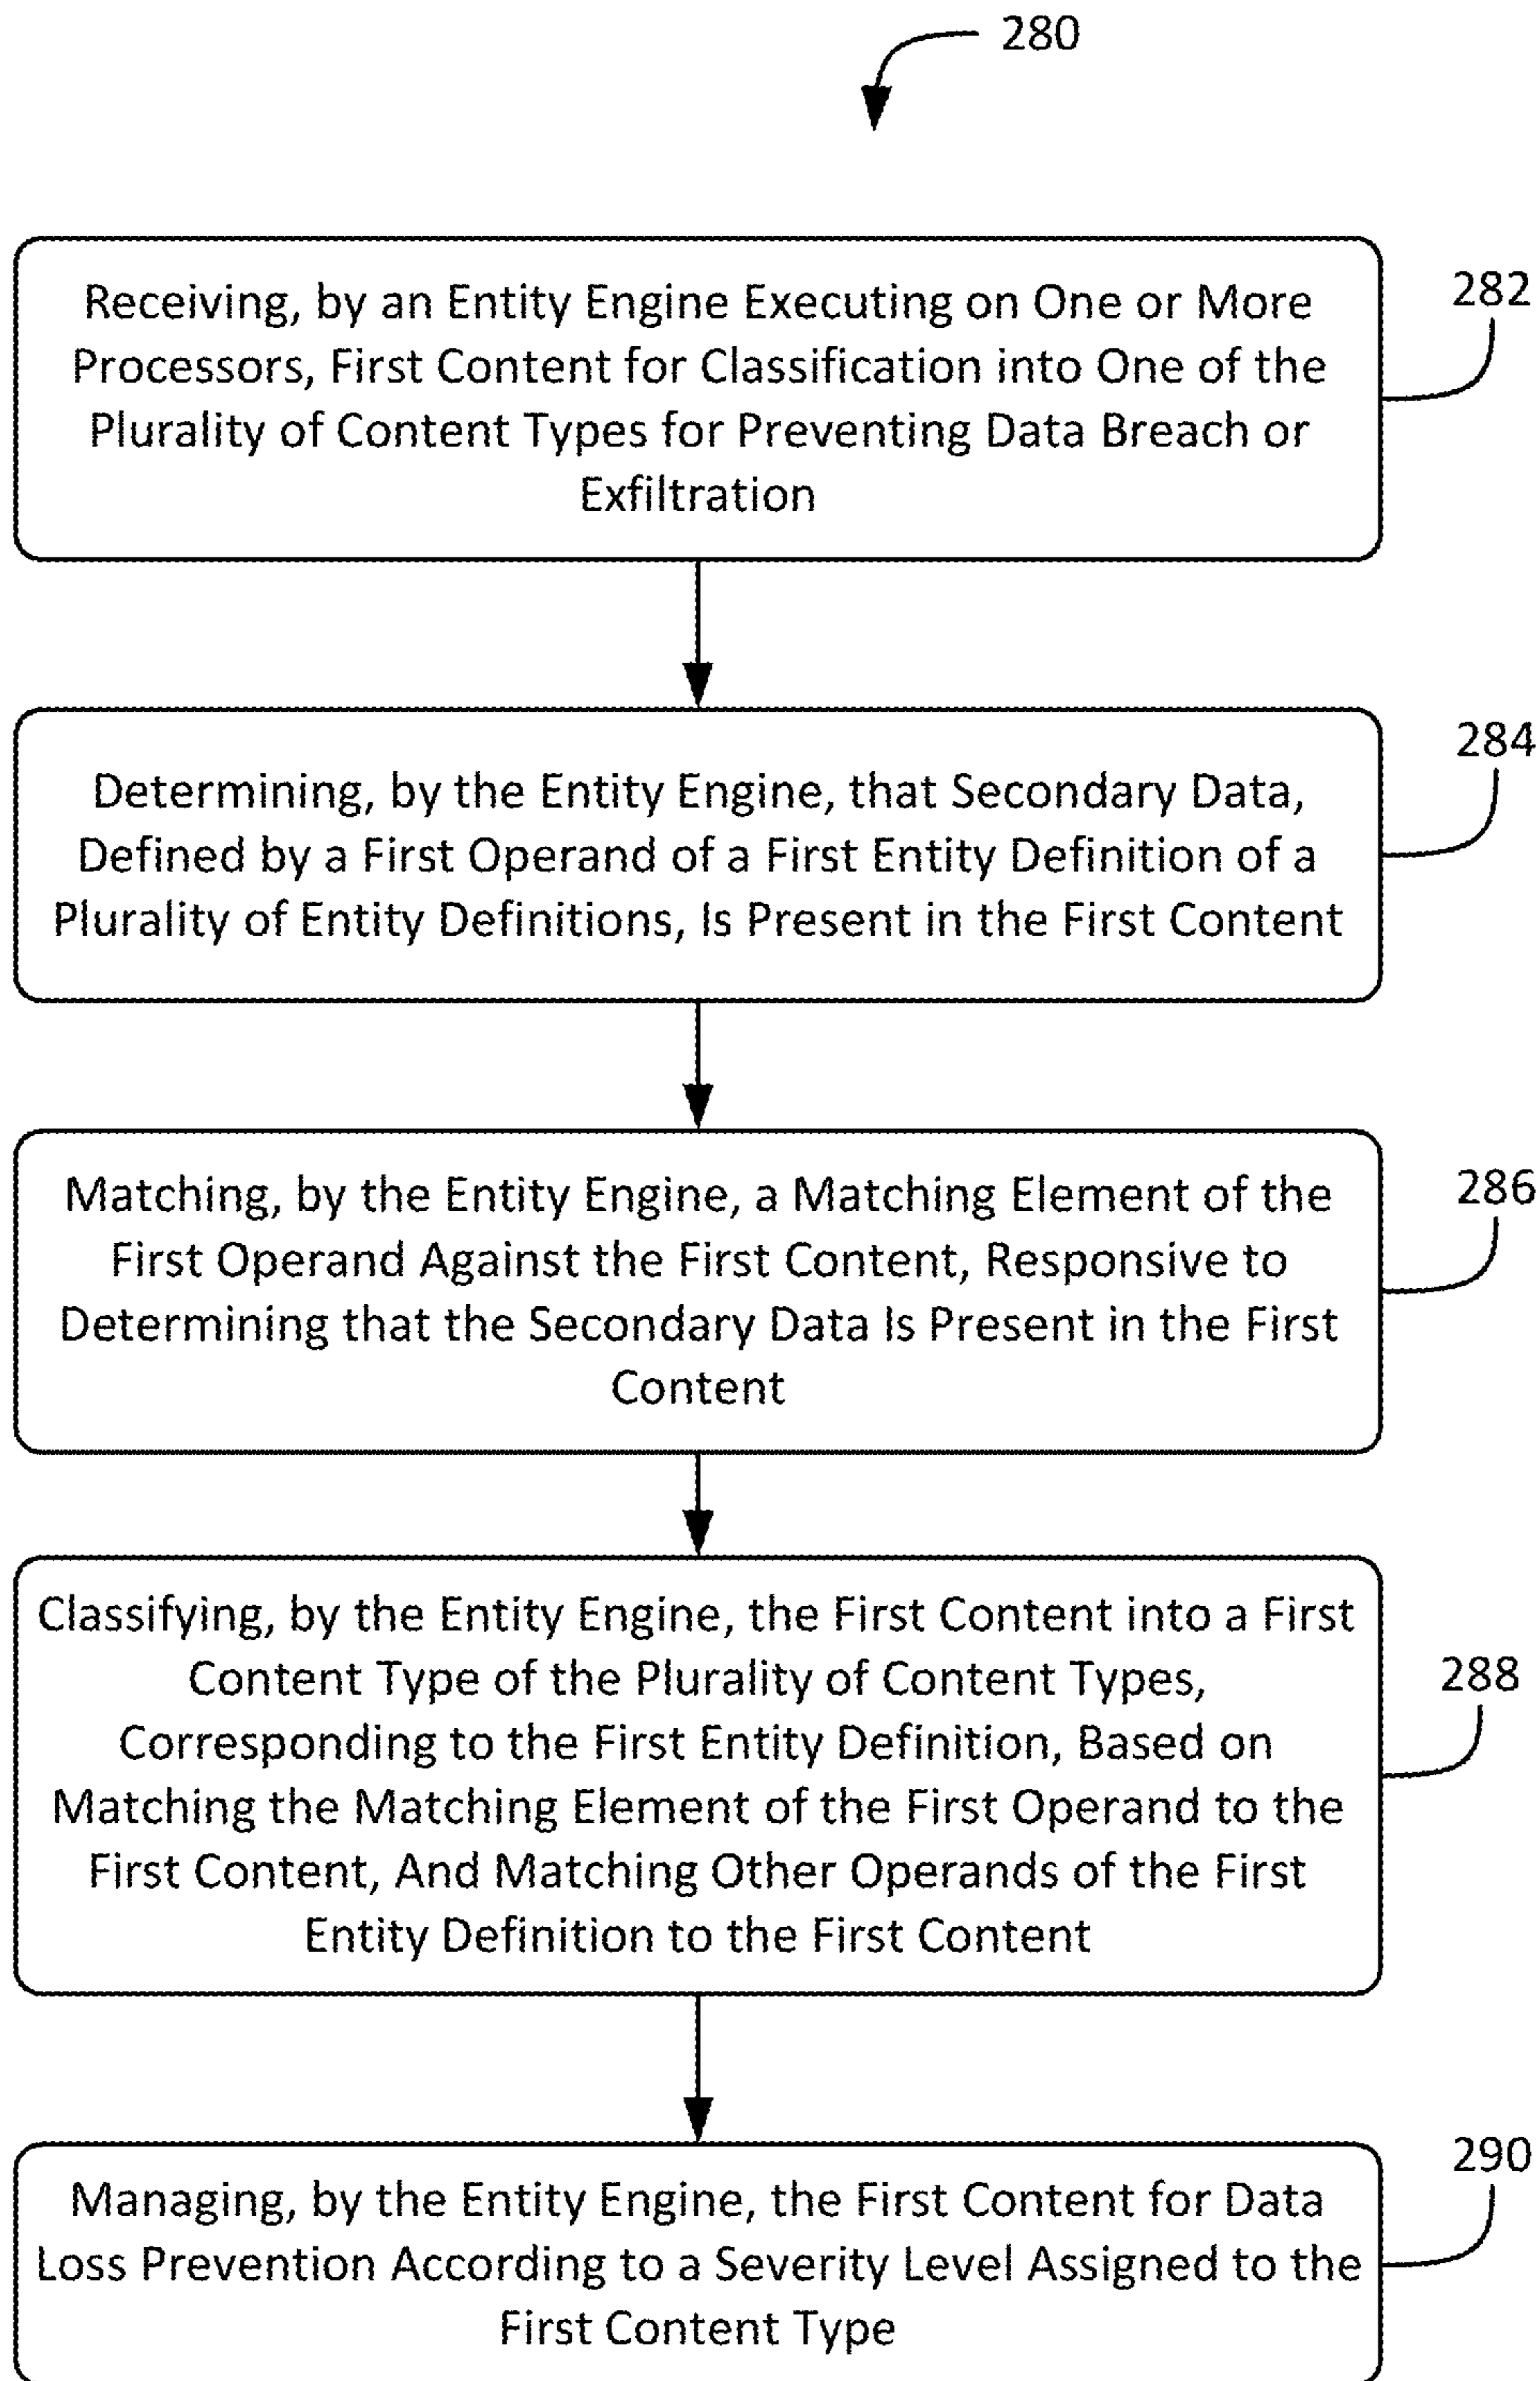 280
Receiving, by an Entity Engine Executing on One or More
Processors, First Content for Classification into One of the
Plurality of Content Types for Preventing Data Breach or
Exfiltration
282
Determining, by the Entity Engine, that Secondary Data,
Defined by a First Operand of a First Entity Definition of a
Plurality of Entity Definitions, Is Present in the First Content
284
Matching, by the Entity Engine, a Matching Element of the
First Operand Against the First Content, Responsive to
Determining that the Secondary Data Is Present in the First
Content
286
Classifying, by the Entity Engine, the First Content into a First
Content Type of the Plurality of Content Types,
Corresponding to the First Entity Definition, Based on
Matching the Matching Element of the First Operand to the
First Content, And Matching Other Operands of the First
Entity Definition to the First Content
288
Managing, by the Entity Engine, the First Content for Data
Loss Prevention According to a Severity Level Assigned to the
First Content Type
290